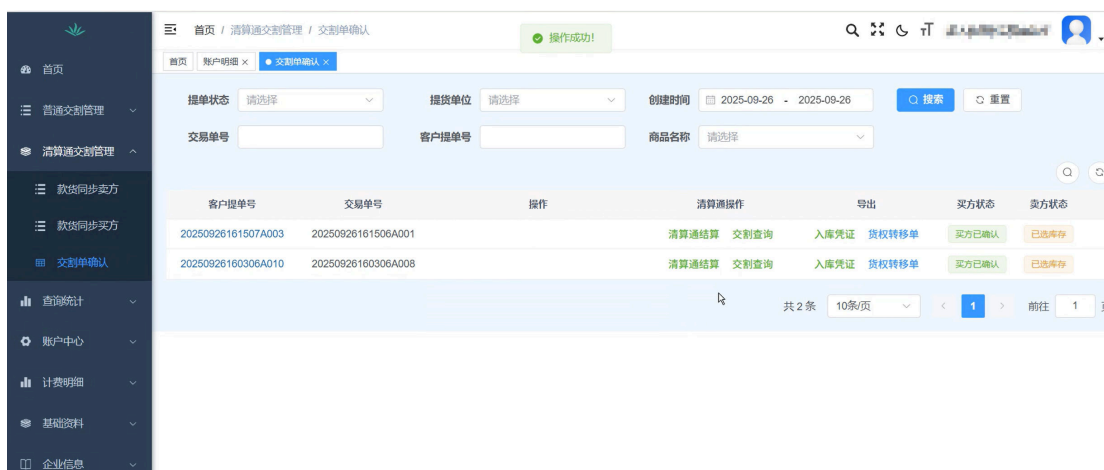 首页 / 清算通交割管理 / 交割单确认
操作成功!
首页 账户明细 × 交割单确认 ×
首页
普通交割管理
清算通交割管理
款货同步卖方
款货同步买方
交割单确认
查询统计
账户中心
计费明细
基础资料
企业信息
提单状态 请选择 提货单位 请选择 创建时间 2025-09-26 - 2025-09-26 搜索 重置
交易单号 客户提单号 商品名称 请选择
客户提单号 交易单号 操作 清算通操作 导出 买方状态 卖方状态
20250926161507A003 20250926161506A001 清算通结算 交割查询 入库凭证 货权转移单 买方已确认 已选库存
20250926160306A010 20250926160306A008 清算通结算 交割查询 入库凭证 货权转移单 买方已确认 已选库存
共 2 条 10条/页 1 前往 1